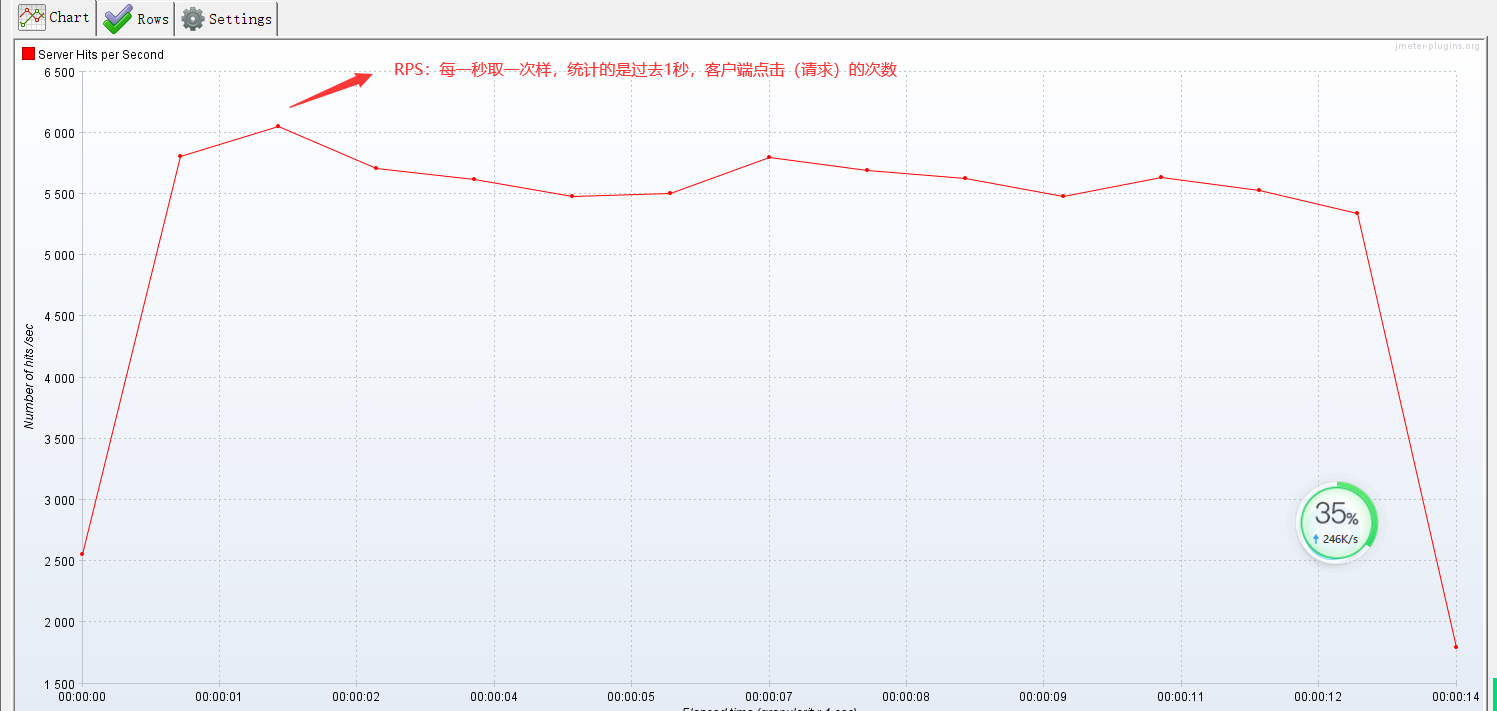 Chart Rows Settings
jmeter-plugins.org
Server Hits per Second
RPS：每一秒取一次样，统计的是过去1秒，客户端点击（请求）的次数
6 500
6 000
5 500
5 000
4 500
4 000
3 500
3 000
2 500
2 000
1 500
Number of hits /sec
35%
246K/s
00:00:00 00:00:01 00:00:02 00:00:04 00:00:05 00:00:07 00:00:08 00:00:09 00:00:11 00:00:12 00:00:14
Elapsed time (granularity: 1 sec)